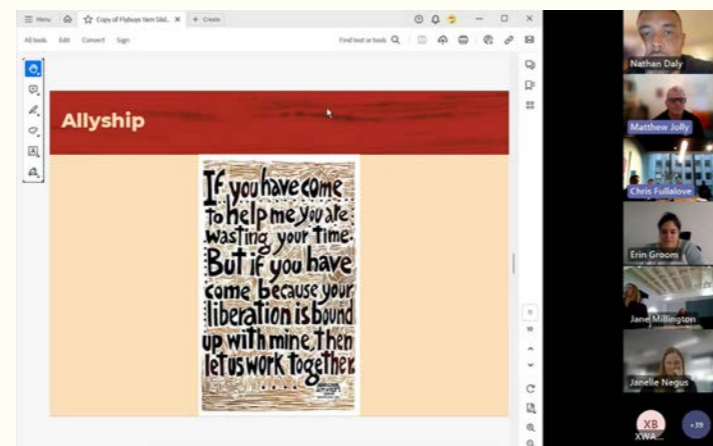 Menu
Copy of Flybuys Item Slid...
+ Create
All tools Edit Convert Sign
Find text or tools
Allyship
If you have come
to help me you are
wasting your time.
But if you have
come because your
liberation is bound
up with mine, then
let us work together.
Nathan Daly
Matthew Jolly
Chris Fullalove
Erin Groom
Jane Millington
Janelle Negus
XB
+39
XWA...